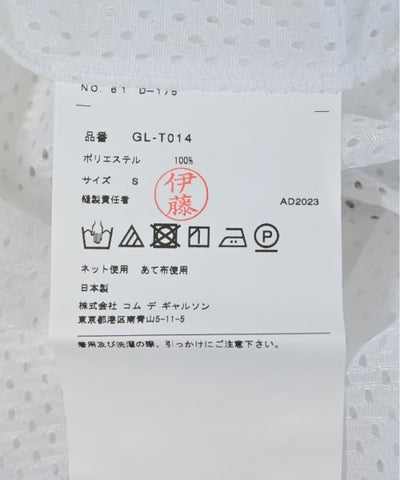 NO. 61 D-175
品番 GL-T014
ポリエステル 100%
サイズ S
縫製責任者 伊藤 AD2023
ネット使用 あて布使用
日本製
株式会社 コム デ ギャルソン
東京都港区南青山5-11-5
着用及び洗濯の際、引っかけにご注意下さい。